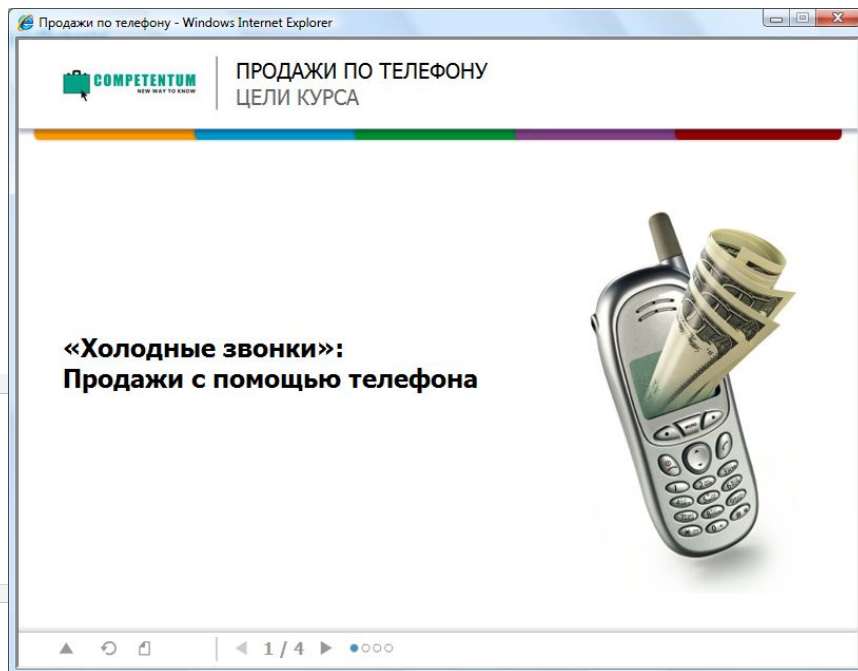 Продажи по телефону - Windows Internet Explorer
COMPETENTUM
NEW WAY TO KNOW
ПРОДАЖИ ПО ТЕЛЕФОНУ
ЦЕЛИ КУРСА
«Холодные звонки»:
Продажи с помощью телефона
MENU
1 / 4